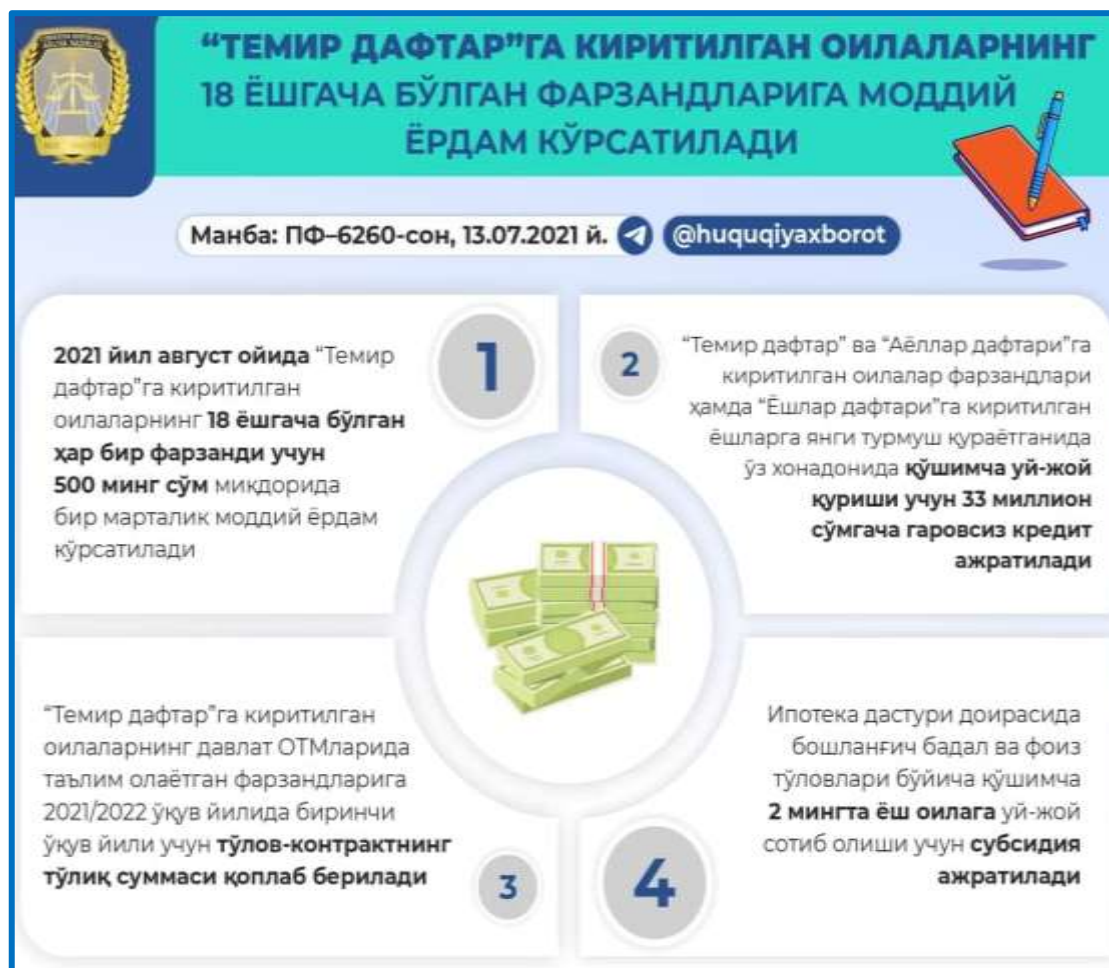 “ТЕМИР ДАФТАР”ГА КИРИТИЛГАН ОИЛАЛАРНИНГ
18 ЁШГАЧА БЎЛГАН ФАРЗАНДЛАРИГА МОДДИЙ
ЁРДАМ КЎРСАТИЛАДИ
Манба: ПФ–6260-сон, 13.07.2021 й.
@huquqiyaxborot
1
2021 йил август ойида “Темир
дафтар”га киритилган
оилаларнинг 18 ёшгача бўлган
ҳар бир фарзанди учун
500 минг сўм миқдорида
бир марталик моддий ёрдам
кўрсатилади
2
“Темир дафтар” ва “Аёллар дафтари”га
киритилган оилалар фарзандлари
ҳамда “Ёшлар дафтари”га киритилган
ёшларга янги турмуш қураётганида
ўз хонадонида қўшимча уй-жой
қуриши учун 33 миллион
сўмгача гаровсиз кредит
ажратилади
“Темир дафтар”га киритилган
оилаларнинг давлат ОТМларида
таълим олаётган фарзандларига
2021/2022 ўқув йилида биринчи
ўқув йили учун тўлов-контрактнинг
тўлиқ суммаси қоплаб берилади
3
Ипотека дастури доирасида
бошланғич бадал ва фоиз
тўловлари бўйича қўшимча
2 мингта ёш оилага уй-жой
сотиб олиши учун субсидия
ажратилади
4